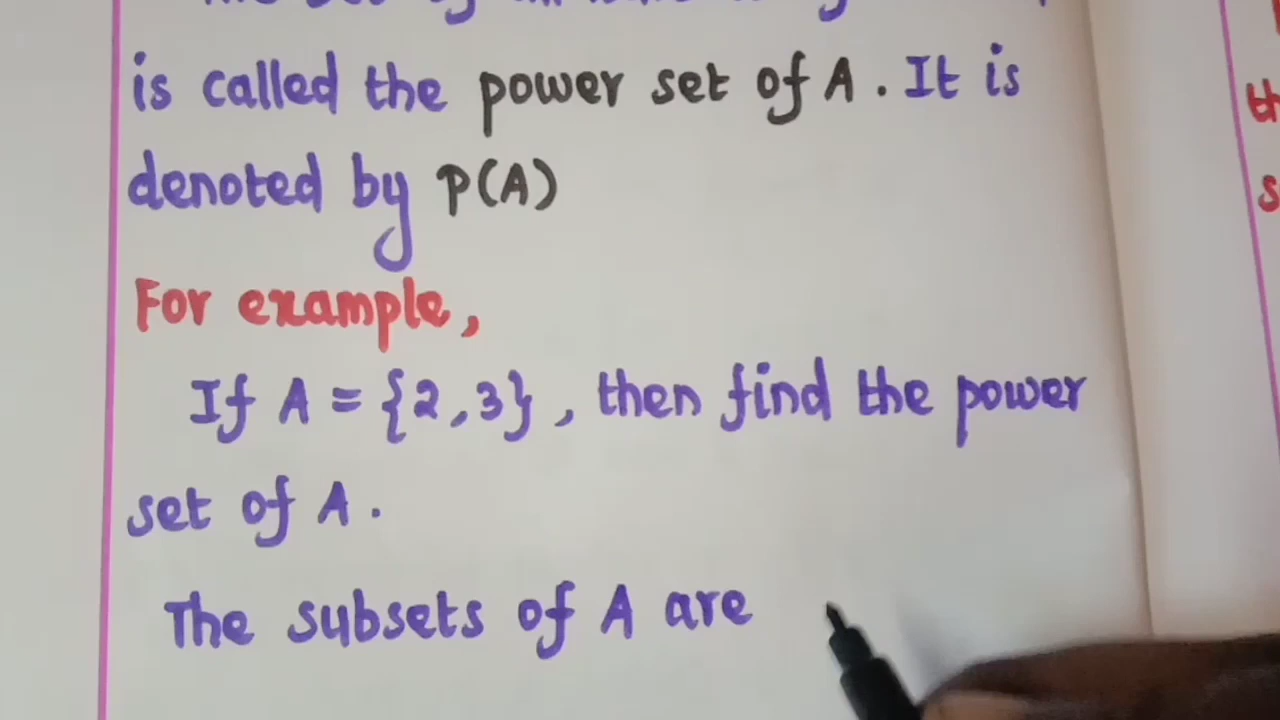 is called the power set of A. It is
denoted by P(A)
For example,
If A = {2,3}, then find the power
set of A.
The subsets of A are